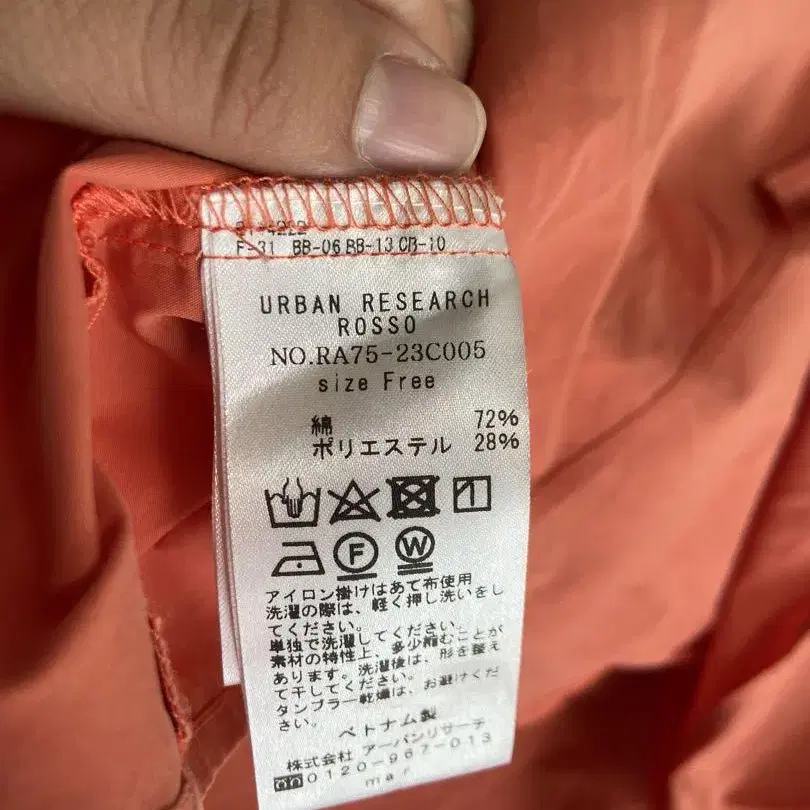 F-31 BB-06 BB-13 CB-10
URBAN RESEARCH
ROSSO
NO.RA75-23C005
size Free
綿 72%
ポリエステル 28%
F W
アイロン掛けはあて布使用
洗濯の際は、軽く押し洗いをし
てください。
単独で洗濯してください。
素材の特性上、多少縮むことが
あります。洗濯後は、形を整え
て干してください。
タンブラー乾燥は、お避けくだ
さい。
ベトナム製
株式会社 アーバンリサーチ
0120-967-013